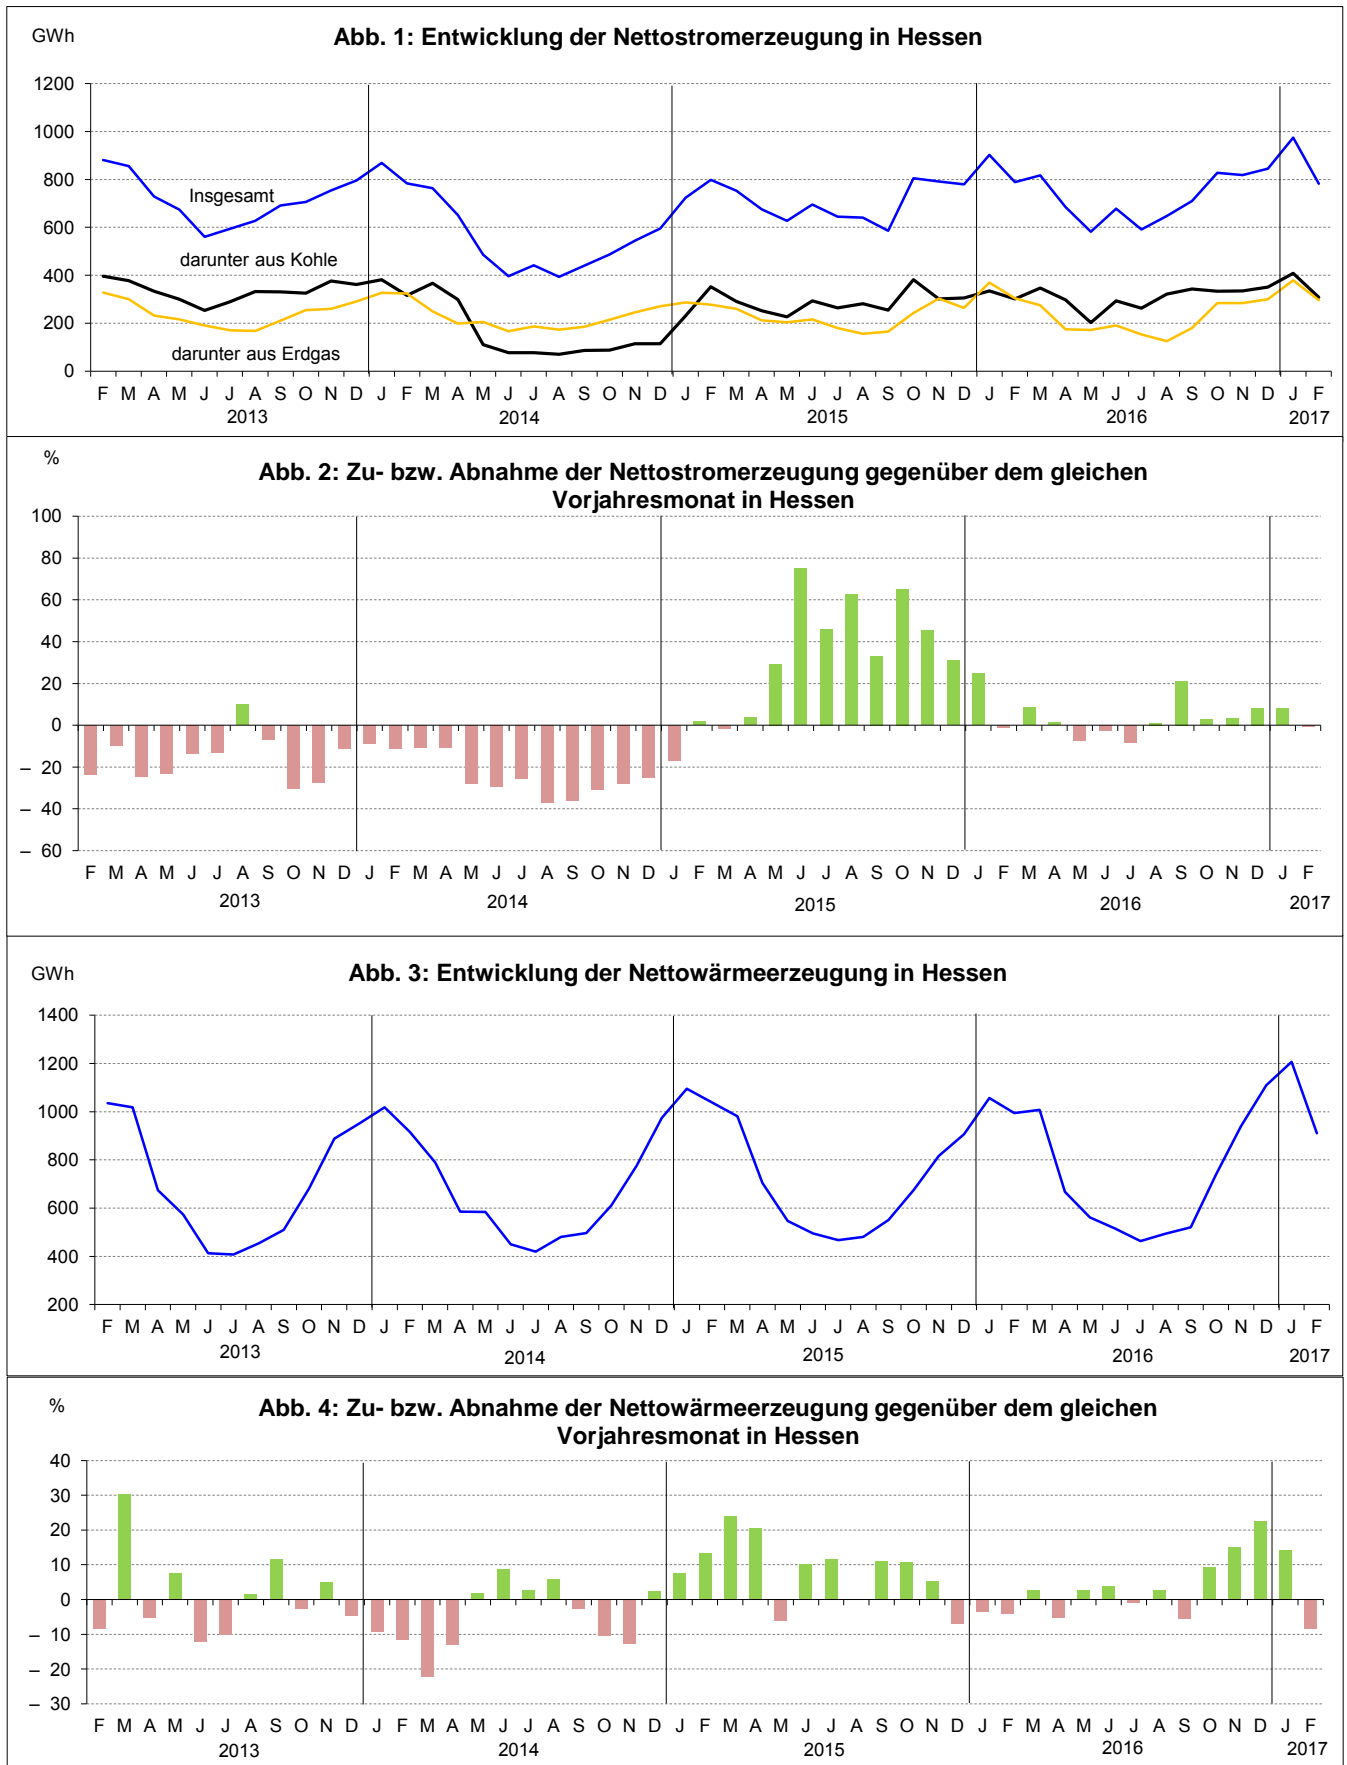 GWh
Abb. 1: Entwicklung der Nettostromerzeugung in Hessen
1200
1000
800
600
400
200
0
Insgesamt
darunter aus Kohle
darunter aus Erdgas
F M A M J J A S O N D J F M A M J J A S O N D J F M A M J J A S O N D J F M A M J J A S O N D J F
2013 2014 2015 2016 2017
%
Abb. 2: Zu- bzw. Abnahme der Nettostromerzeugung gegenüber dem gleichen
Vorjahresmonat in Hessen
100
80
60
40
20
0
– 20
– 40
– 60
F M A M J J A S O N D J F M A M J J A S O N D J F M A M J J A S O N D J F M A M J J A S O N D J F
2013 2014 2015 2016 2017
GWh
Abb. 3: Entwicklung der Nettowärmeerzeugung in Hessen
1400
1200
1000
800
600
400
200
F M A M J J A S O N D J F M A M J J A S O N D J F M A M J J A S O N D J F M A M J J A S O N D J F
2013 2014 2015 2016 2017
%
Abb. 4: Zu- bzw. Abnahme der Nettowärmeerzeugung gegenüber dem gleichen
Vorjahresmonat in Hessen
40
30
20
10
0
– 10
– 20
– 30
F M A M J J A S O N D J F M A M J J A S O N D J F M A M J J A S O N D J F M A M J J A S O N D J F
2013 2014 2015 2016 2017